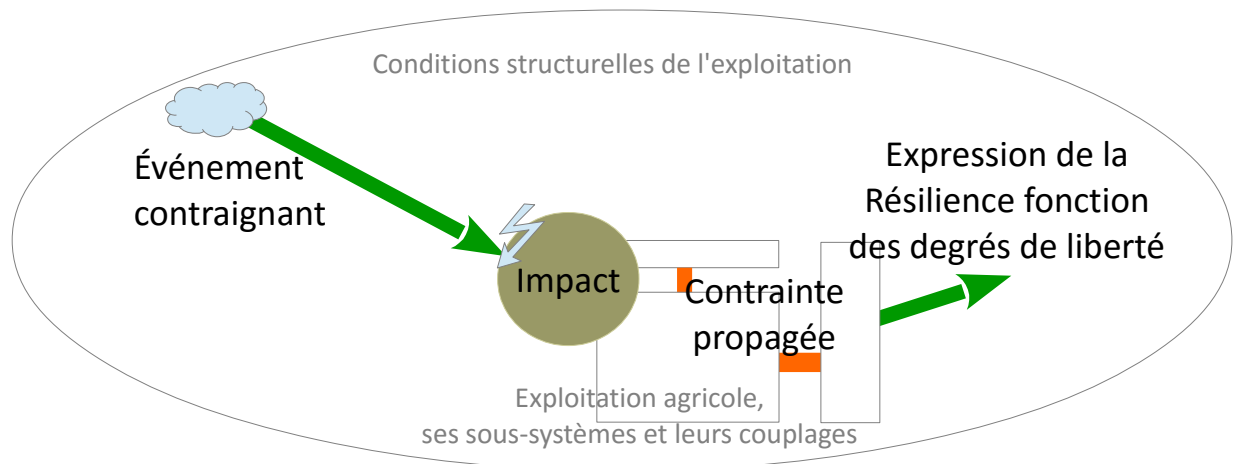 Conditions structurelles de l'exploitation
Événement
contraignant
Expression de la
Résilience fonction
des degrés de liberté
Impact
Contrainte
propagée
Exploitation agricole,
ses sous-systèmes et leurs couplages